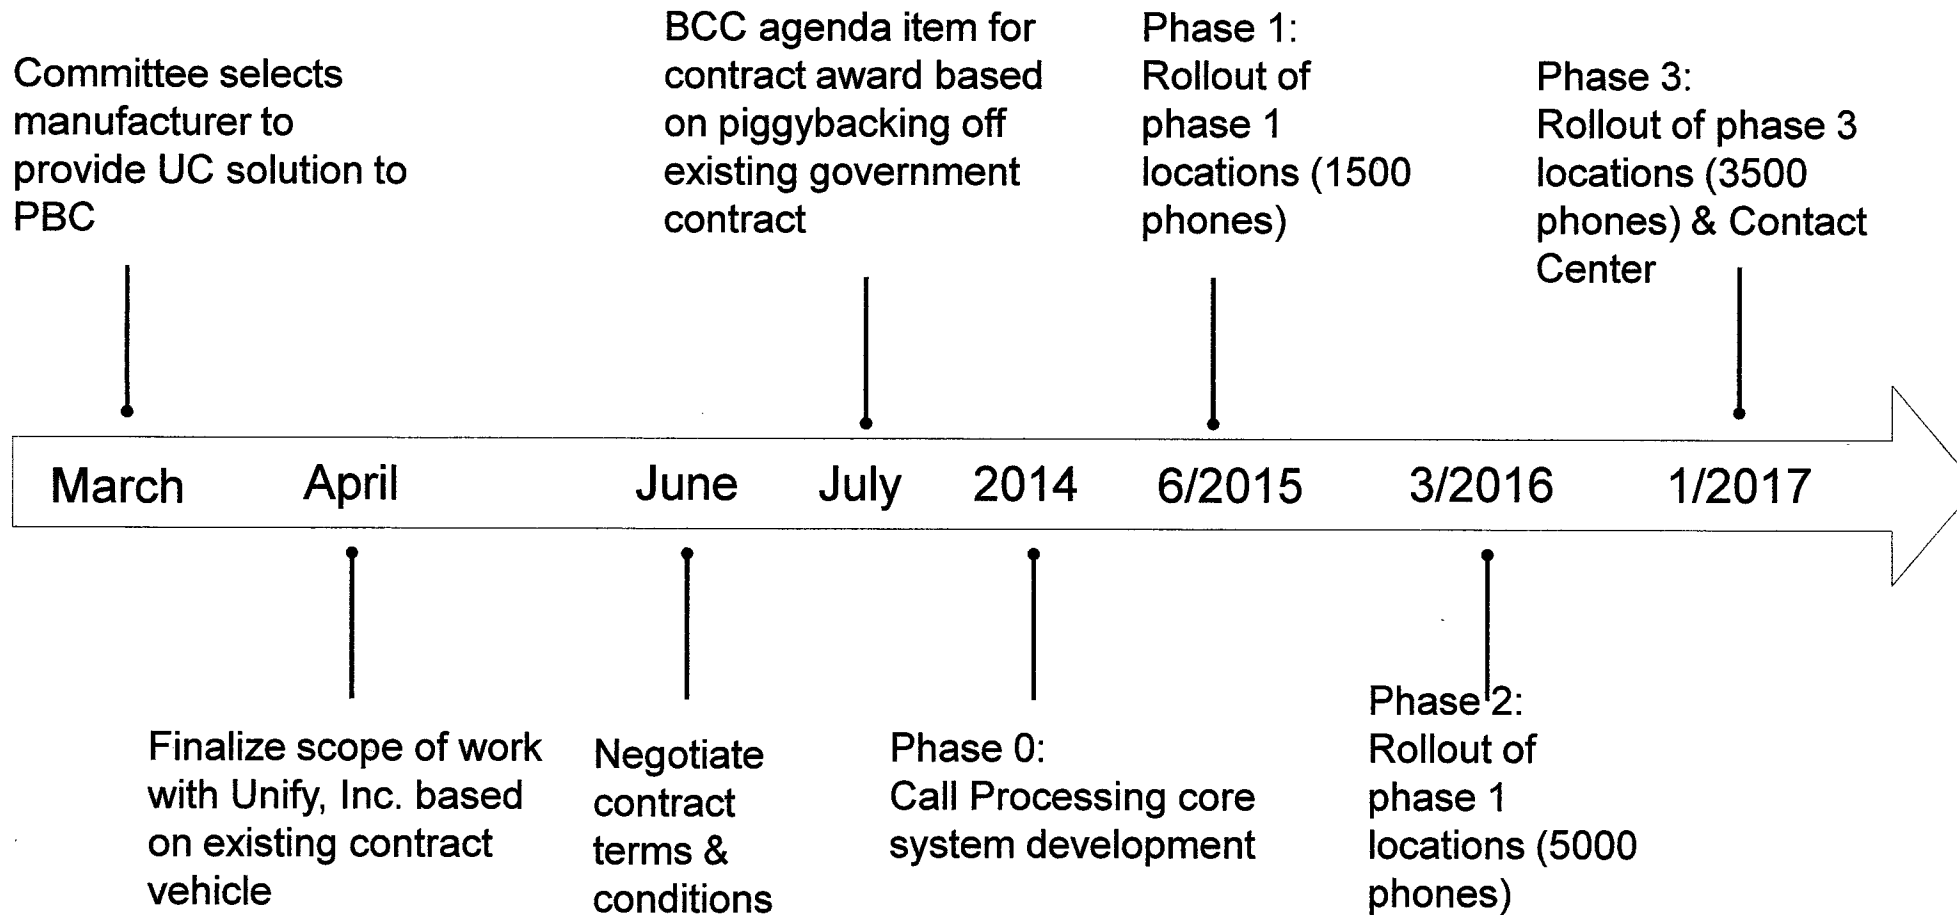 Committee selects
manufacturer to
provide UC solution to
PBC
BCC agenda item for
contract award based
on piggybacking off
existing government
contract
Phase 1:
Rollout of
phase 1
locations (1500
phones)
Phase 3:
Rollout of phase 3
locations (3500
phones) & Contact
Center
March
April
June
July
2014
6/2015
3/2016
1/2017
Finalize scope of work
with Unify, Inc. based
on existing contract
vehicle
Negotiate
contract
terms &
conditions
Phase 0:
Call Processing core
system development
Phase 2:
Rollout of
phase 1
locations (5000
phones)